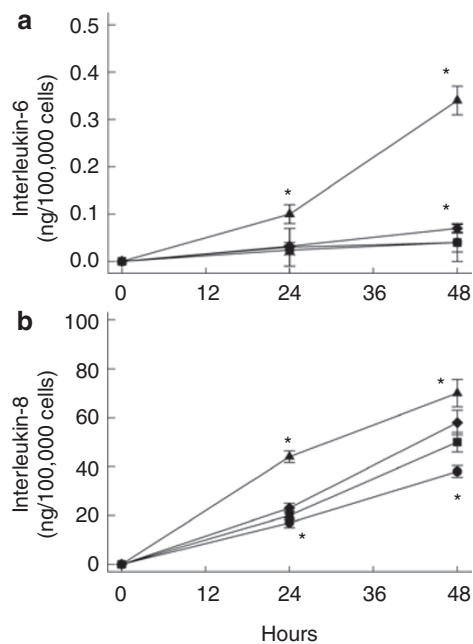 a
Interleukin-6
(ng/100,000 cells)
0.5
0.4
0.3
0.2
0.1
0.0
*
*
*
0 12 24 36 48
b
Interleukin-8
(ng/100,000 cells)
100
80
60
40
20
0
*
*
*
*
0 12 24 36 48
Hours